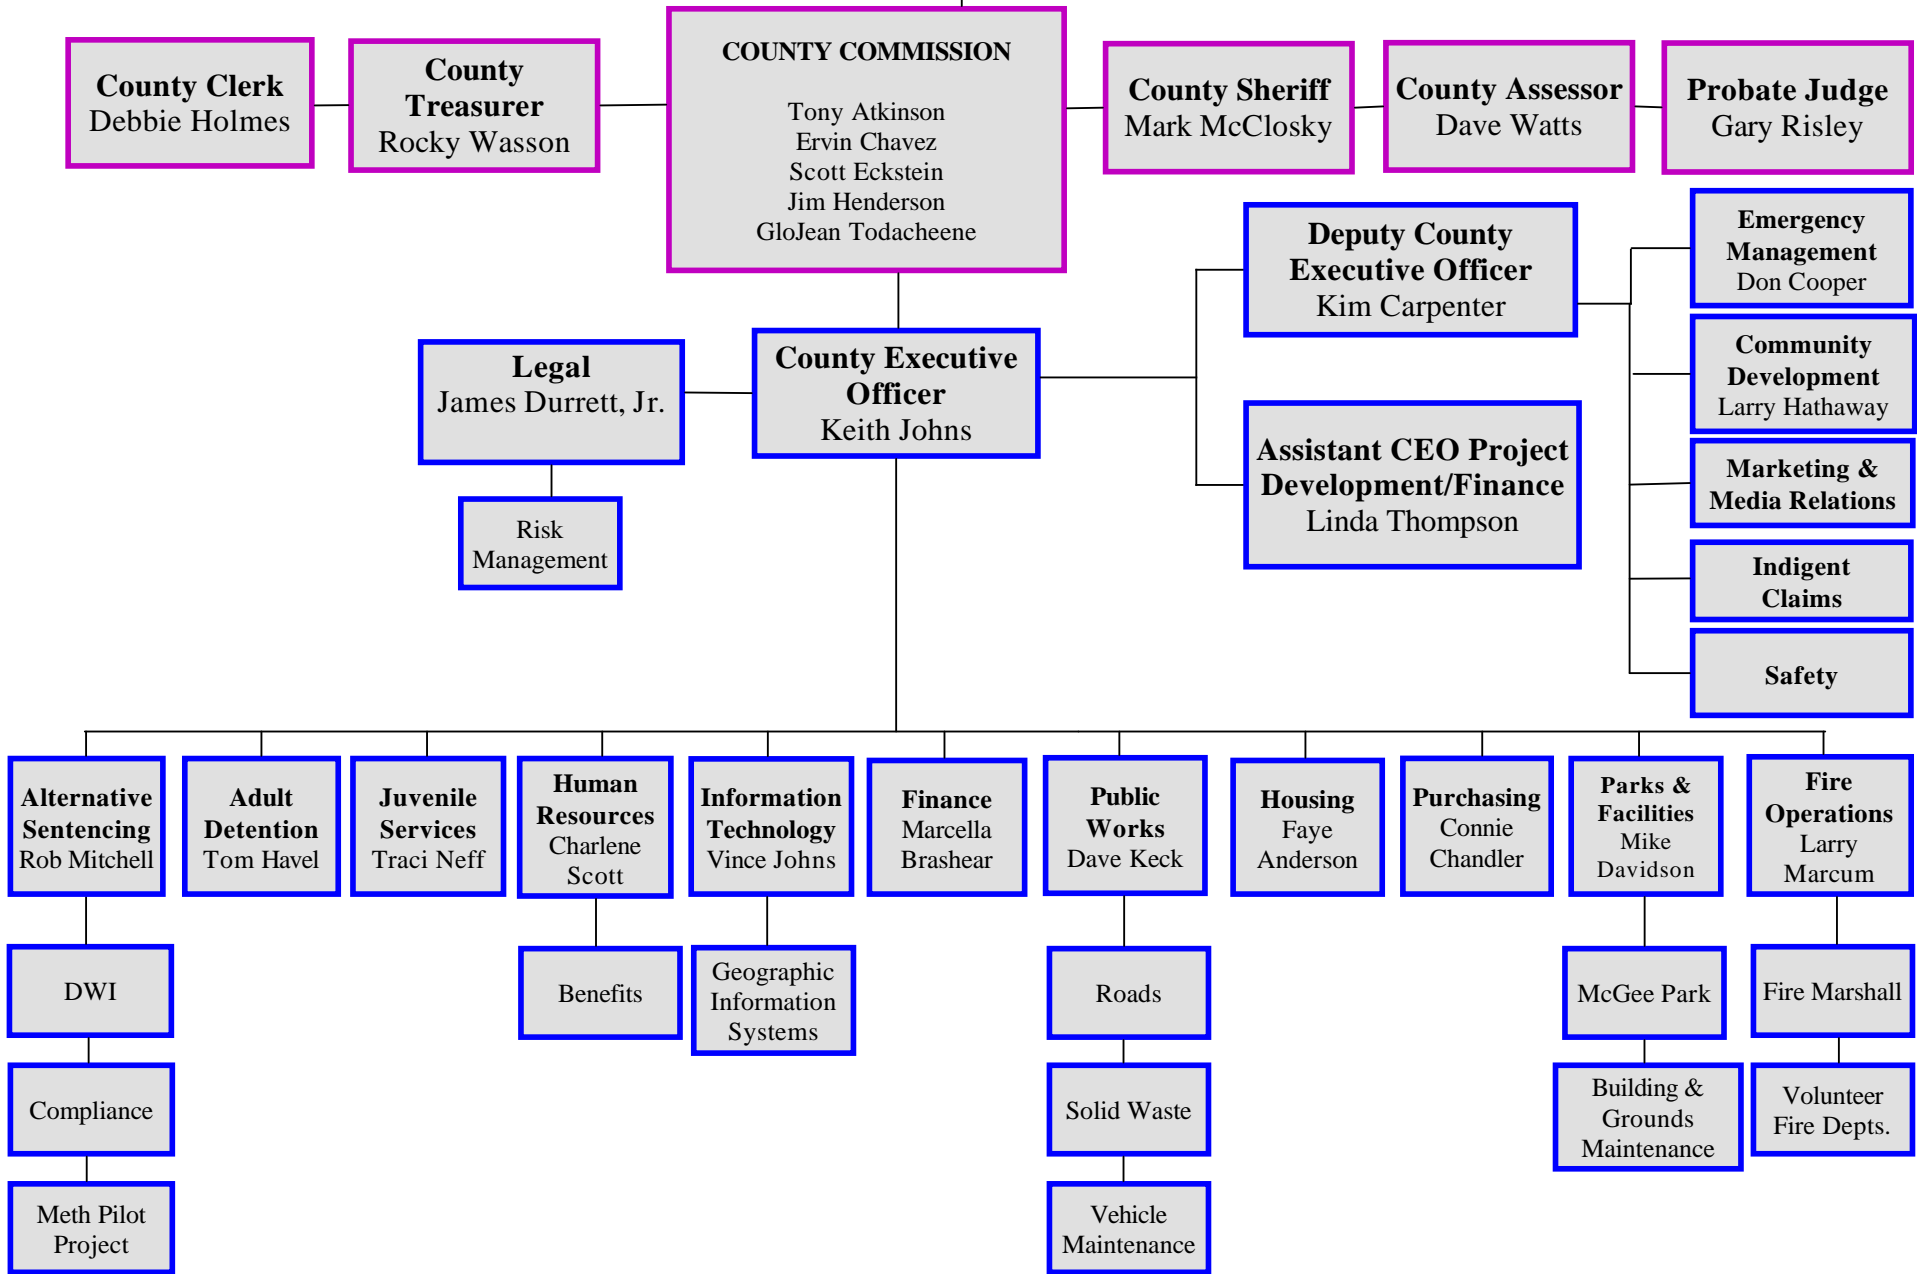 County Clerk
Debbie Holmes
County
Treasurer
Rocky Wasson
COUNTY COMMISSION
Tony Atkinson
Ervin Chavez
Scott Eckstein
Jim Henderson
GloJean Todacheene
County Sheriff
Mark McClosky
County Assessor
Dave Watts
Probate Judge
Gary Risley
Legal
James Durrett, Jr.
Risk
Management
County Executive
Officer
Keith Johns
Deputy County
Executive Officer
Kim Carpenter
Assistant CEO Project
Development/Finance
Linda Thompson
Emergency
Management
Don Cooper
Community
Development
Larry Hathaway
Marketing &
Media Relations
Indigent
Claims
Safety
Alternative
Sentencing
Rob Mitchell
Adult
Detention
Tom Havel
Juvenile
Services
Traci Neff
Human
Resources
Charlene
Scott
Information
Technology
Vince Johns
Finance
Marcella
Brashear
Public
Works
Dave Keck
Housing
Faye
Anderson
Purchasing
Connie
Chandler
Parks &
Facilities
Mike
Davidson
Fire
Operations
Larry
Marcum
DWI
Benefits
Geographic
Information
Systems
Roads
McGee Park
Fire Marshall
Compliance
Solid Waste
Building &
Grounds
Maintenance
Volunteer
Fire Depts.
Meth Pilot
Project
Vehicle
Maintenance